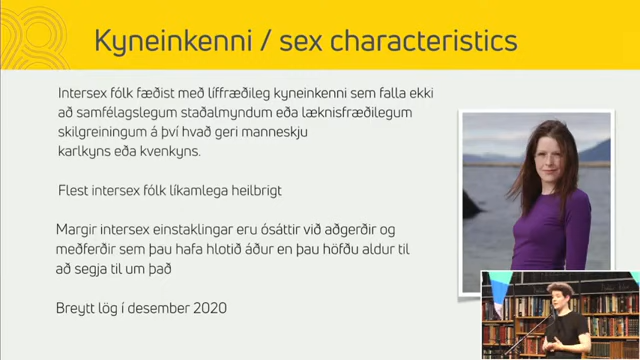 Kyneinkenni / sex characteristics
Intersex fólk fæðist með líffræðileg kyneinkenni sem falla ekki
að samfélagslegum staðalmyndum eða læknisfræðilegum
skilgreiningum á því hvað geri manneskju
karlkyns eða kvenkyns.
Flest intersex fólk líkamlega heilbrigt
Margir intersex einstaklingar eru ósáttir við aðgerðir og
meðferðir sem þau hafa hlotið áður en þau höfðu aldur til
að segja til um það
Breytt lög í desember 2020